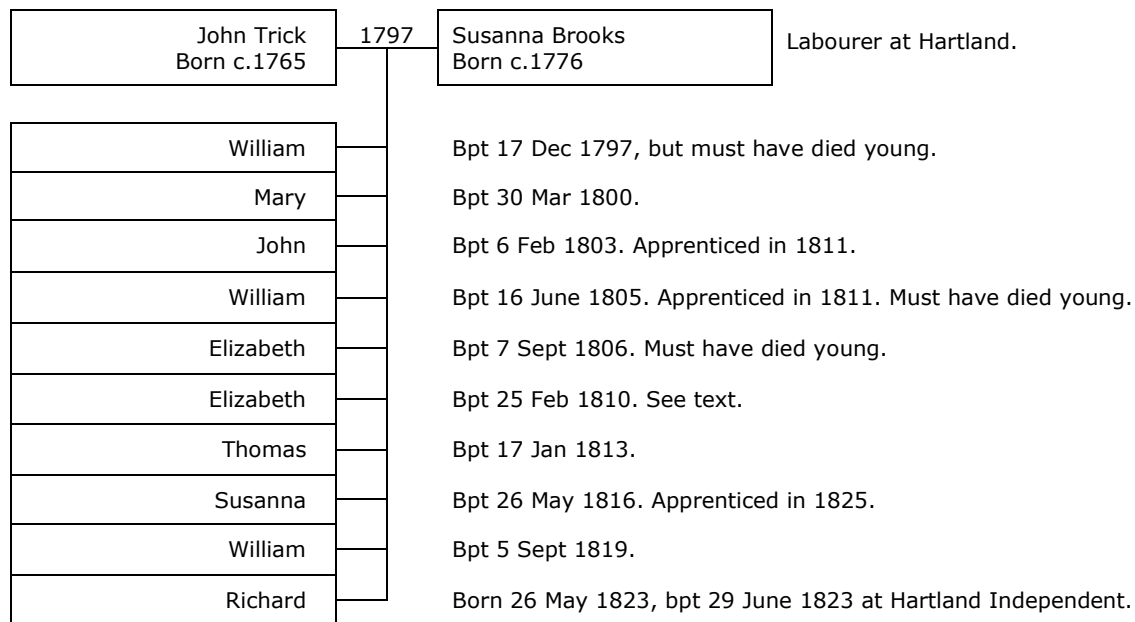 John Trick
Born c.1765
1797
Susanna Brooks
Born c.1776
Labourer at Hartland.
William
Bpt 17 Dec 1797, but must have died young.
Mary
Bpt 30 Mar 1800.
John
Bpt 6 Feb 1803. Apprenticed in 1811.
William
Bpt 16 June 1805. Apprenticed in 1811. Must have died young.
Elizabeth
Bpt 7 Sept 1806. Must have died young.
Elizabeth
Bpt 25 Feb 1810. See text.
Thomas
Bpt 17 Jan 1813.
Susanna
Bpt 26 May 1816. Apprenticed in 1825.
William
Bpt 5 Sept 1819.
Richard
Born 26 May 1823, bpt 29 June 1823 at Hartland Independent.